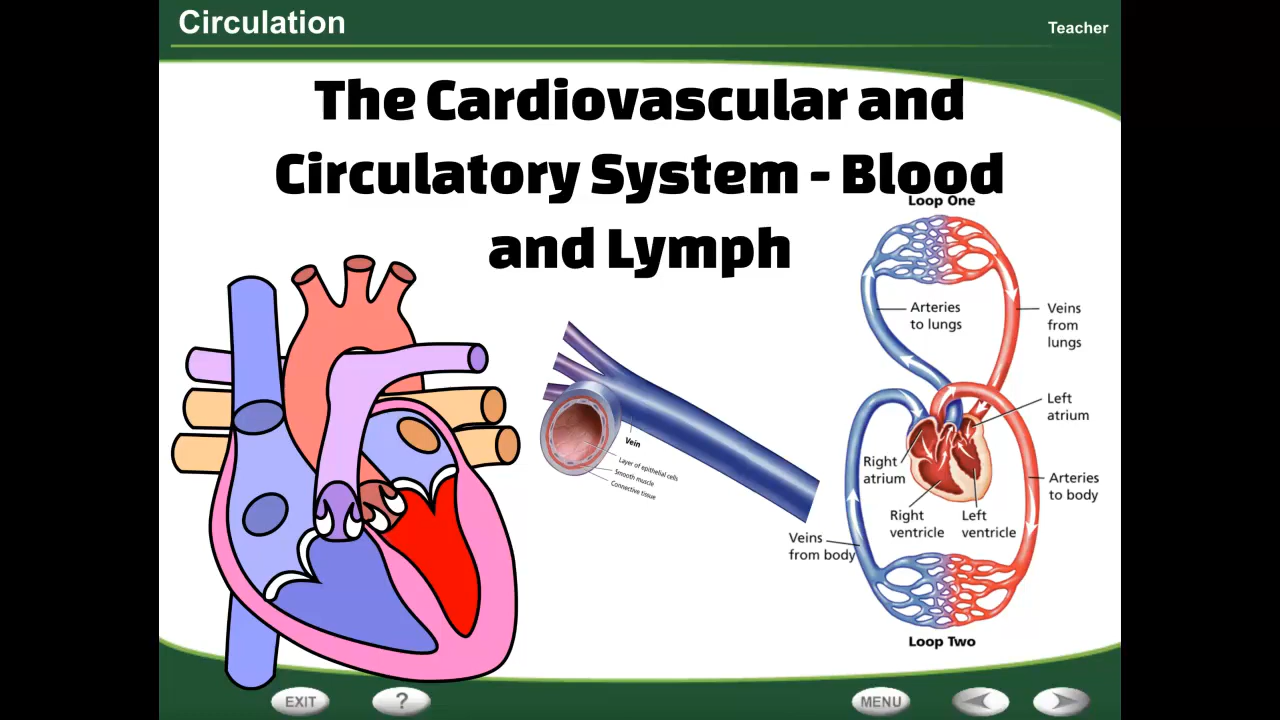 Circulation
Teacher
The Cardiovascular and
Circulatory System - Blood
and Lymph
Loop One
Arteries
to lungs
Veins
from
lungs
Left
atrium
Right
atrium
Arteries
to body
Right
ventricle
Left
ventricle
Veins
from body
Loop Two
Vein
Layer of epithelial cells
Smooth muscle
Connective tissue
EXIT
?
MENU